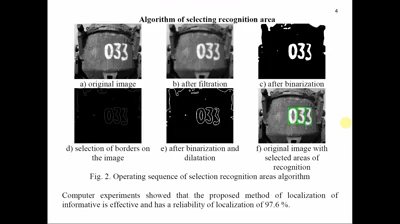 4
Algorithm of selecting recognition area
033 033 033
a) original image b) after filtration c) after binarization
033 033 033
d) selection of borders on the image e) after binarization and dilatation f) original image with selected areas of recognition
Fig. 2. Operating sequence of selection recognition areas algorithm
Computer experiments showed that the proposed method of localization of
informative is effective and has a reliability of localization of 97.6 %.